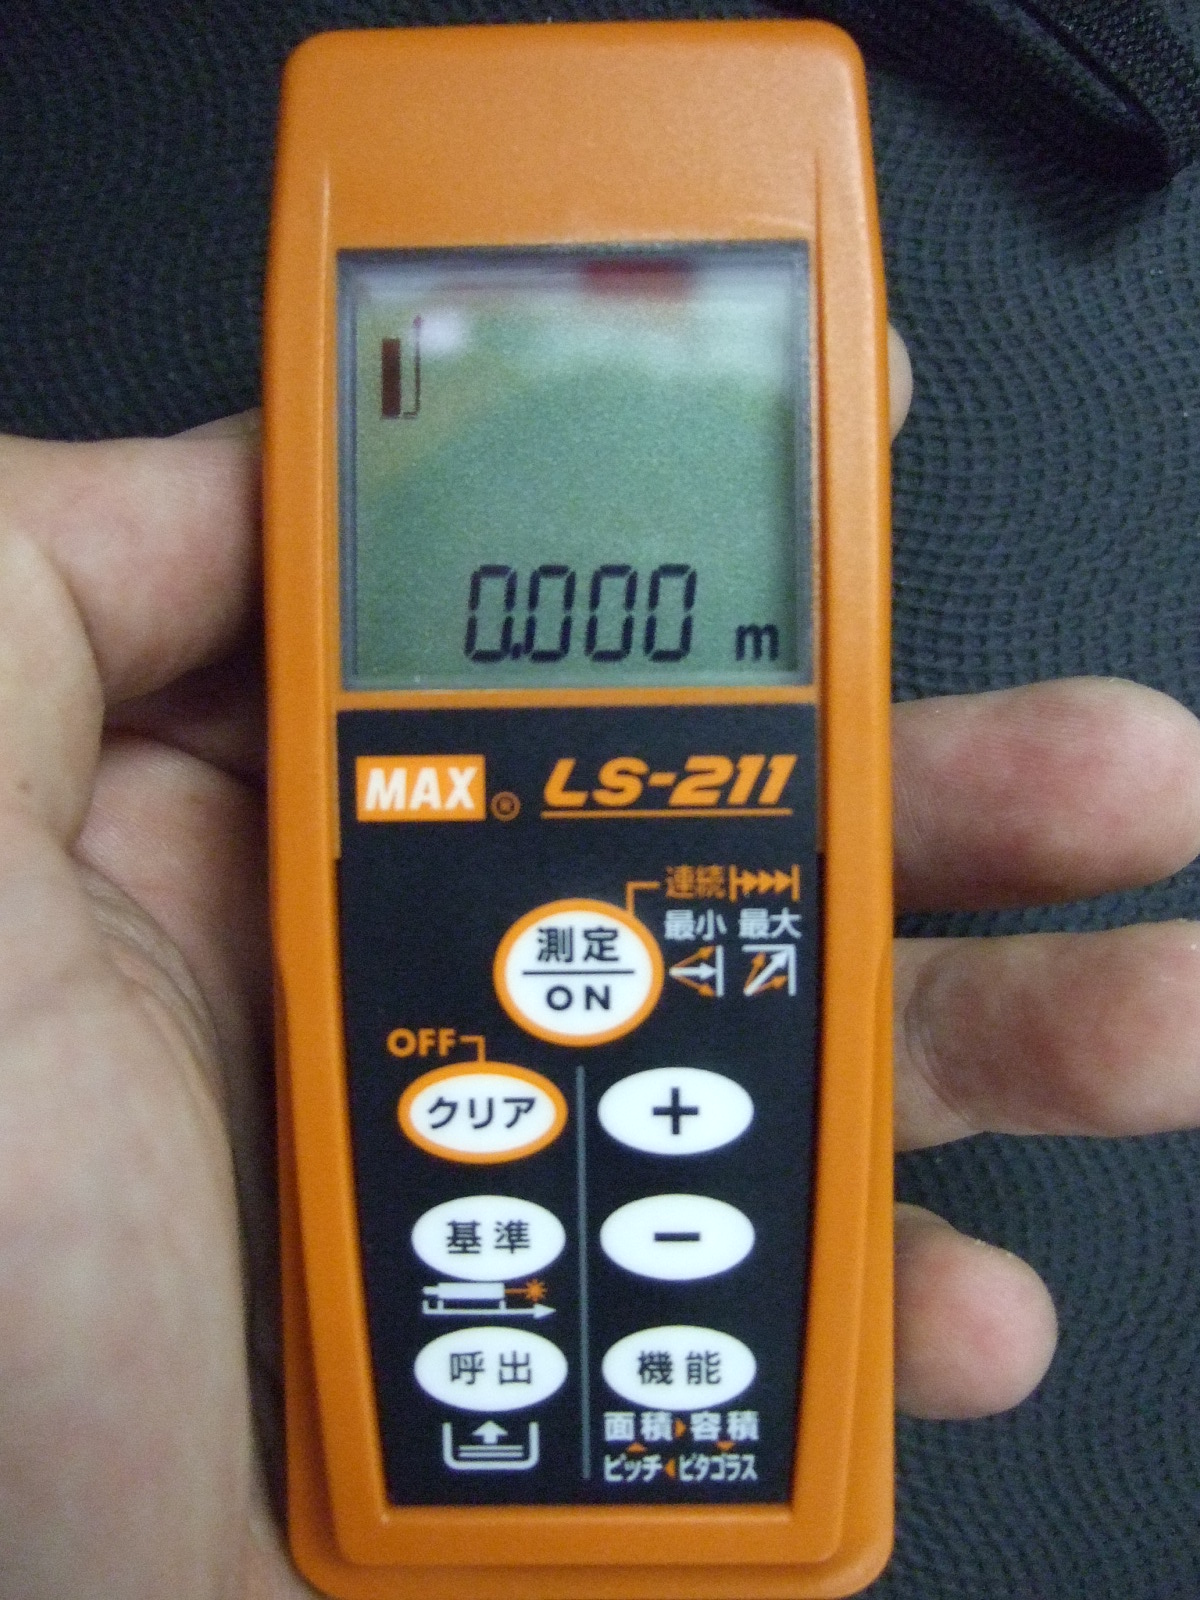 0.000 m
MAX® LS-211
連続
最小 最大
測定
ON
OFF
クリア
+
基準
−
呼出
機能
面積 容積
ピッチ ピタゴラス